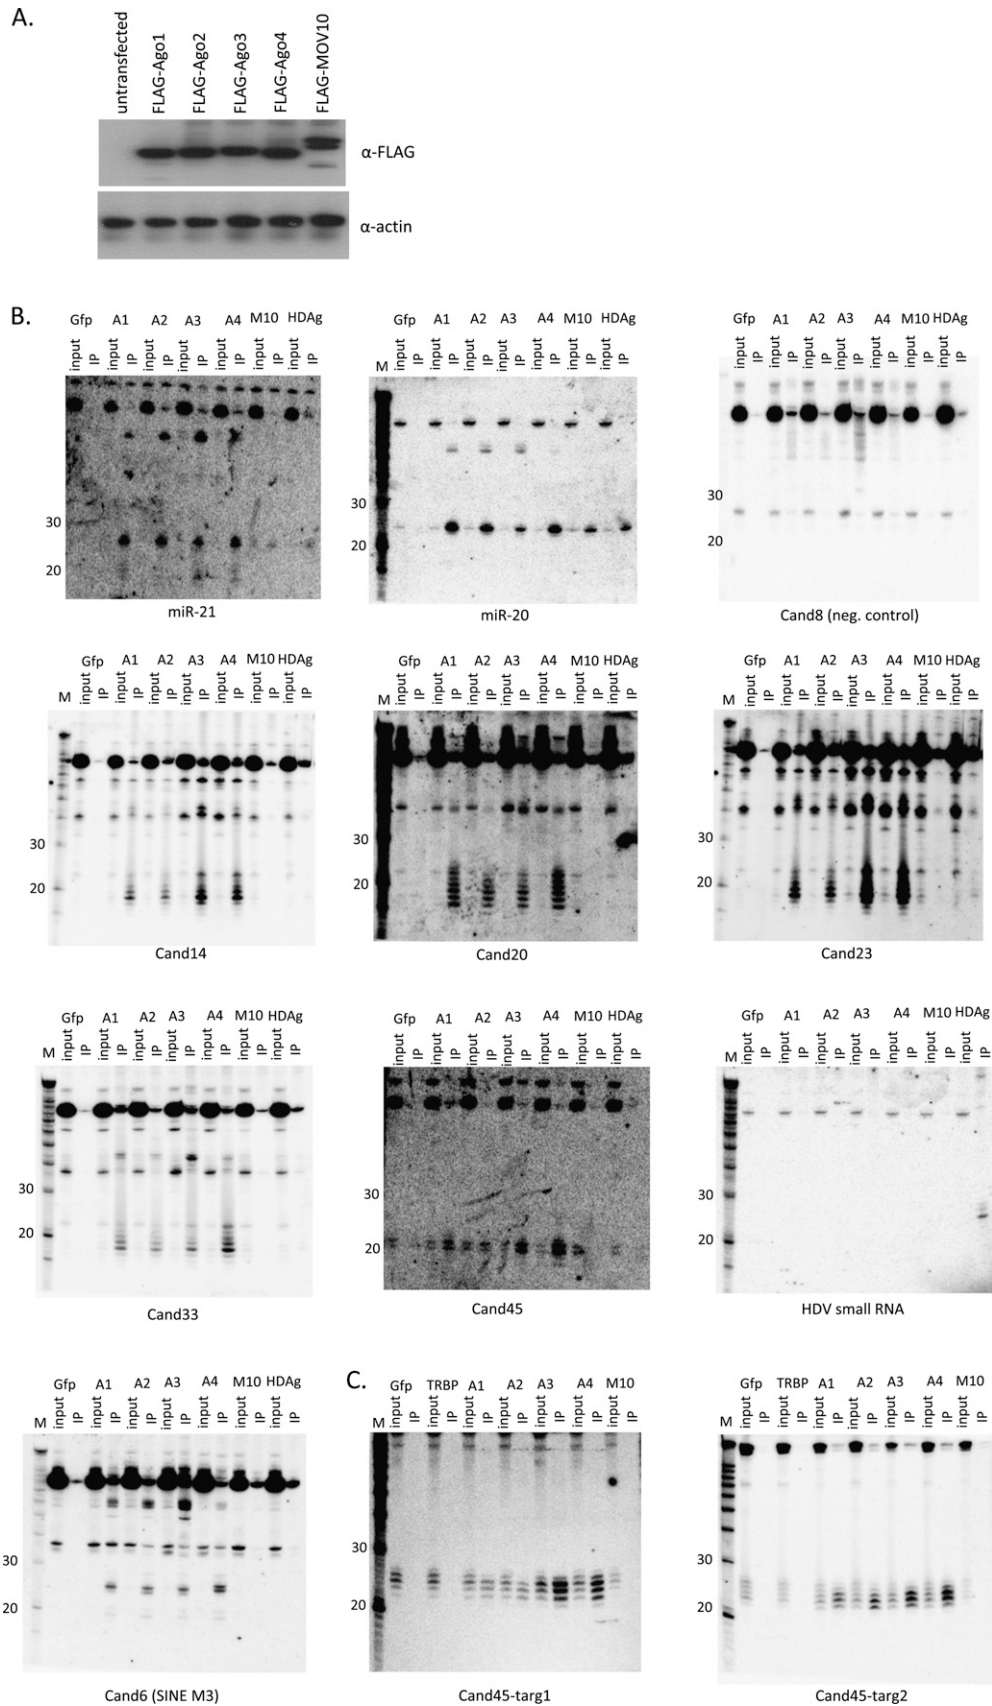 A.
untransfected
FLAG-Ago1
FLAG-Ago2
FLAG-Ago3
FLAG-Ago4
FLAG-MOV10
α-FLAG
α-actin
B.
Gfp A1 A2 A3 A4 M10 HDAg
input IP input IP input IP input IP input IP input IP input IP
30
20
miR-21
Gfp A1 A2 A3 A4 M10 HDAg
M input IP input IP input IP input IP input IP input IP input IP
30
20
miR-20
Gfp A1 A2 A3 A4 M10 HDAg
input IP input IP input IP input IP input IP input IP input IP
30
20
Cand8 (neg. control)
Gfp A1 A2 A3 A4 M10 HDAg
M input IP input IP input IP input IP input IP input IP input IP
30
20
Cand14
Gfp A1 A2 A3 A4 M10 HDAg
M input IP input IP input IP input IP input IP input IP input IP
30
20
Cand20
Gfp A1 A2 A3 A4 M10 HDAg
M input IP input IP input IP input IP input IP input IP input IP
30
20
Cand23
Gfp A1 A2 A3 A4 M10 HDAg
M input IP input IP input IP input IP input IP input IP input IP
30
20
Cand33
Gfp A1 A2 A3 A4 M10 HDAg
input IP input IP input IP input IP input IP input IP input IP
30
20
Cand45
Gfp A1 A2 A3 A4 M10 HDAg
M input IP input IP input IP input IP input IP input IP input IP
30
20
HDV small RNA
Gfp A1 A2 A3 A4 M10 HDAg
M input IP input IP input IP input IP input IP input IP input IP
30
20
Cand6 (SINE M3)
C.
Gfp TRBP A1 A2 A3 A4 M10
M input IP input IP input IP input IP input IP input IP input IP
30
20
Cand45-targ1
Gfp TRBP A1 A2 A3 A4 M10
M input IP input IP input IP input IP input IP input IP input IP
30
20
Cand45-targ2